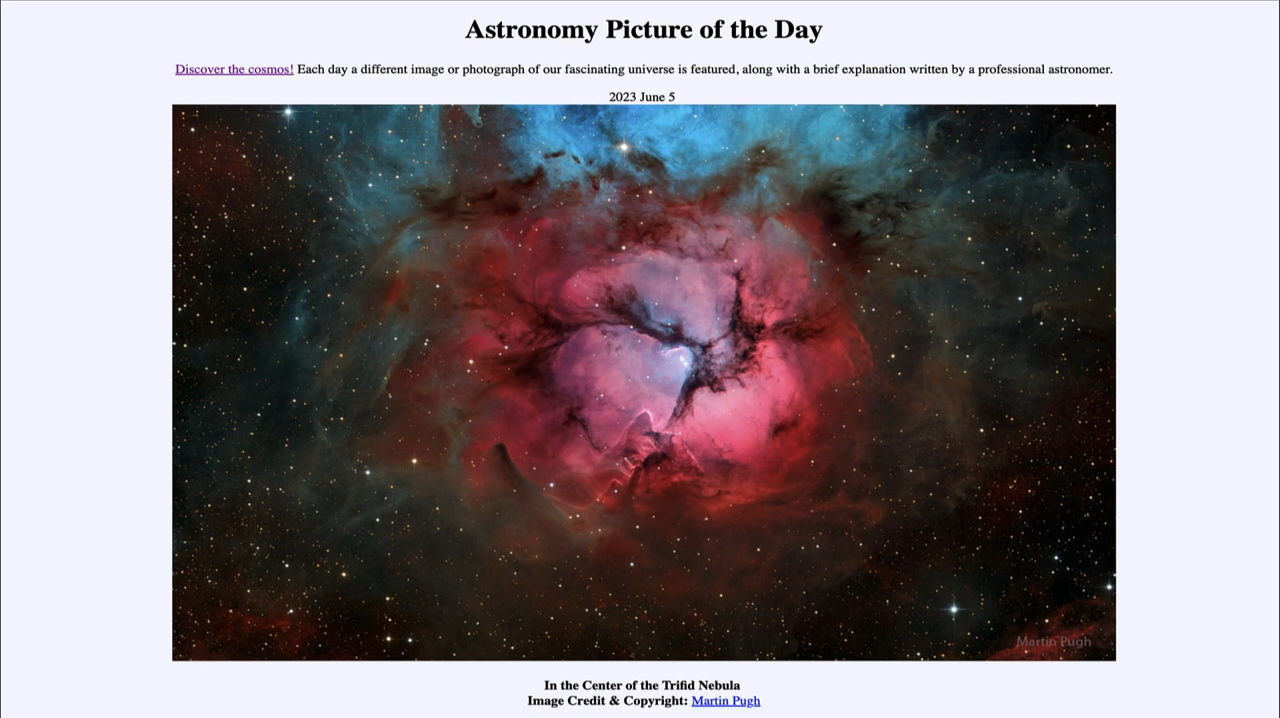 Astronomy Picture of the Day
Discover the cosmos! Each day a different image or photograph of our fascinating universe is featured, along with a brief explanation written by a professional astronomer.
2023 June 5
Martin Pugh
In the Center of the Trifid Nebula
Image Credit & Copyright: Martin Pugh